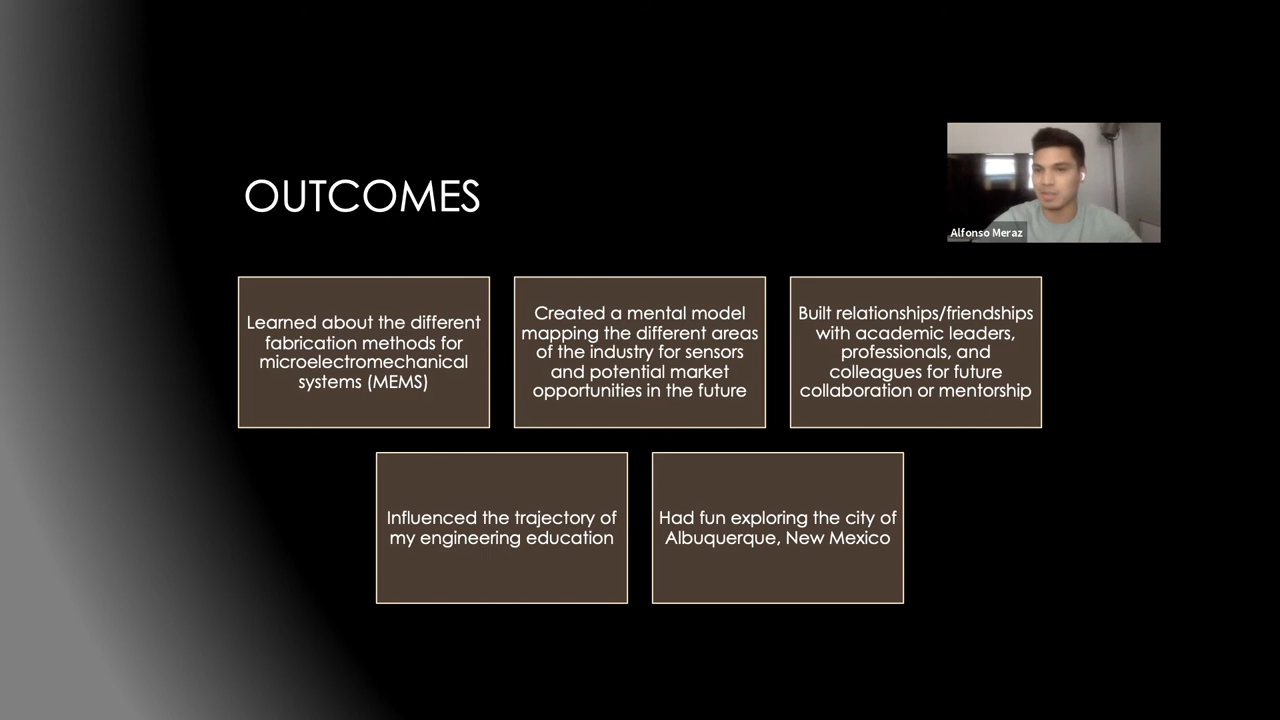 OUTCOMES
Alfonso Meraz
Learned about the different
fabrication methods for
microelectromechanical
systems (MEMS)
Created a mental model
mapping the different areas
of the industry for sensors
and potential market
opportunities in the future
Built relationships/friendships
with academic leaders,
professionals, and
colleagues for future
collaboration or mentorship
Influenced the trajectory of
my engineering education
Had fun exploring the city of
Albuquerque, New Mexico